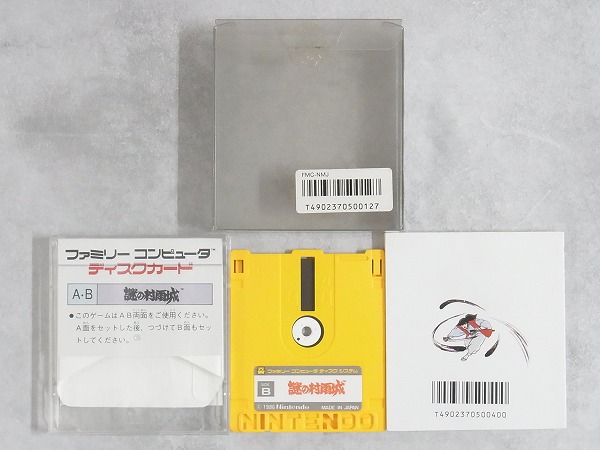 FMC-NMJ
T4902370500127
ファミリー コンピュータ™
ディスクカード
A・B
謎の村雨城
●このゲームはAB両面をご使用ください。
A面をセットした後、つづけてB面もセッ
トしてください。
ファミリー コンピュータ ディスク システム
SIDE
B
謎の村雨城
© 1986 Nintendo
MADE IN JAPAN
NINTENDO
T4902370500400